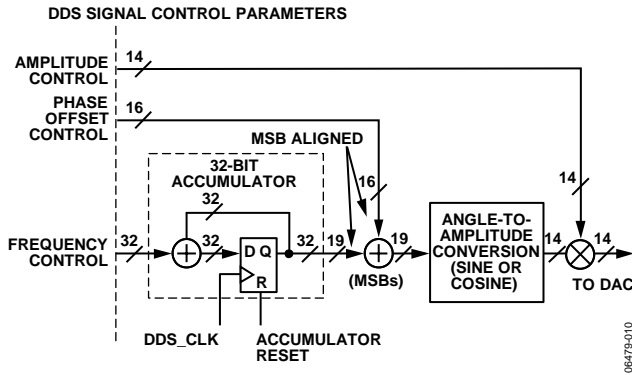 DDS SIGNAL CONTROL PARAMETERS
AMPLITUDE
CONTROL
14
PHASE
OFFSET
CONTROL
16
MSB ALIGNED
32-BIT
ACCUMULATOR
32
16
14
FREQUENCY
CONTROL
32
32
D Q
R
32
19
19
(MSBs)
ANGLE-TO-
AMPLITUDE
CONVERSION
(SINE OR
COSINE)
14
14
TO DAC
DDS_CLK
ACCUMULATOR
RESET
06479-010